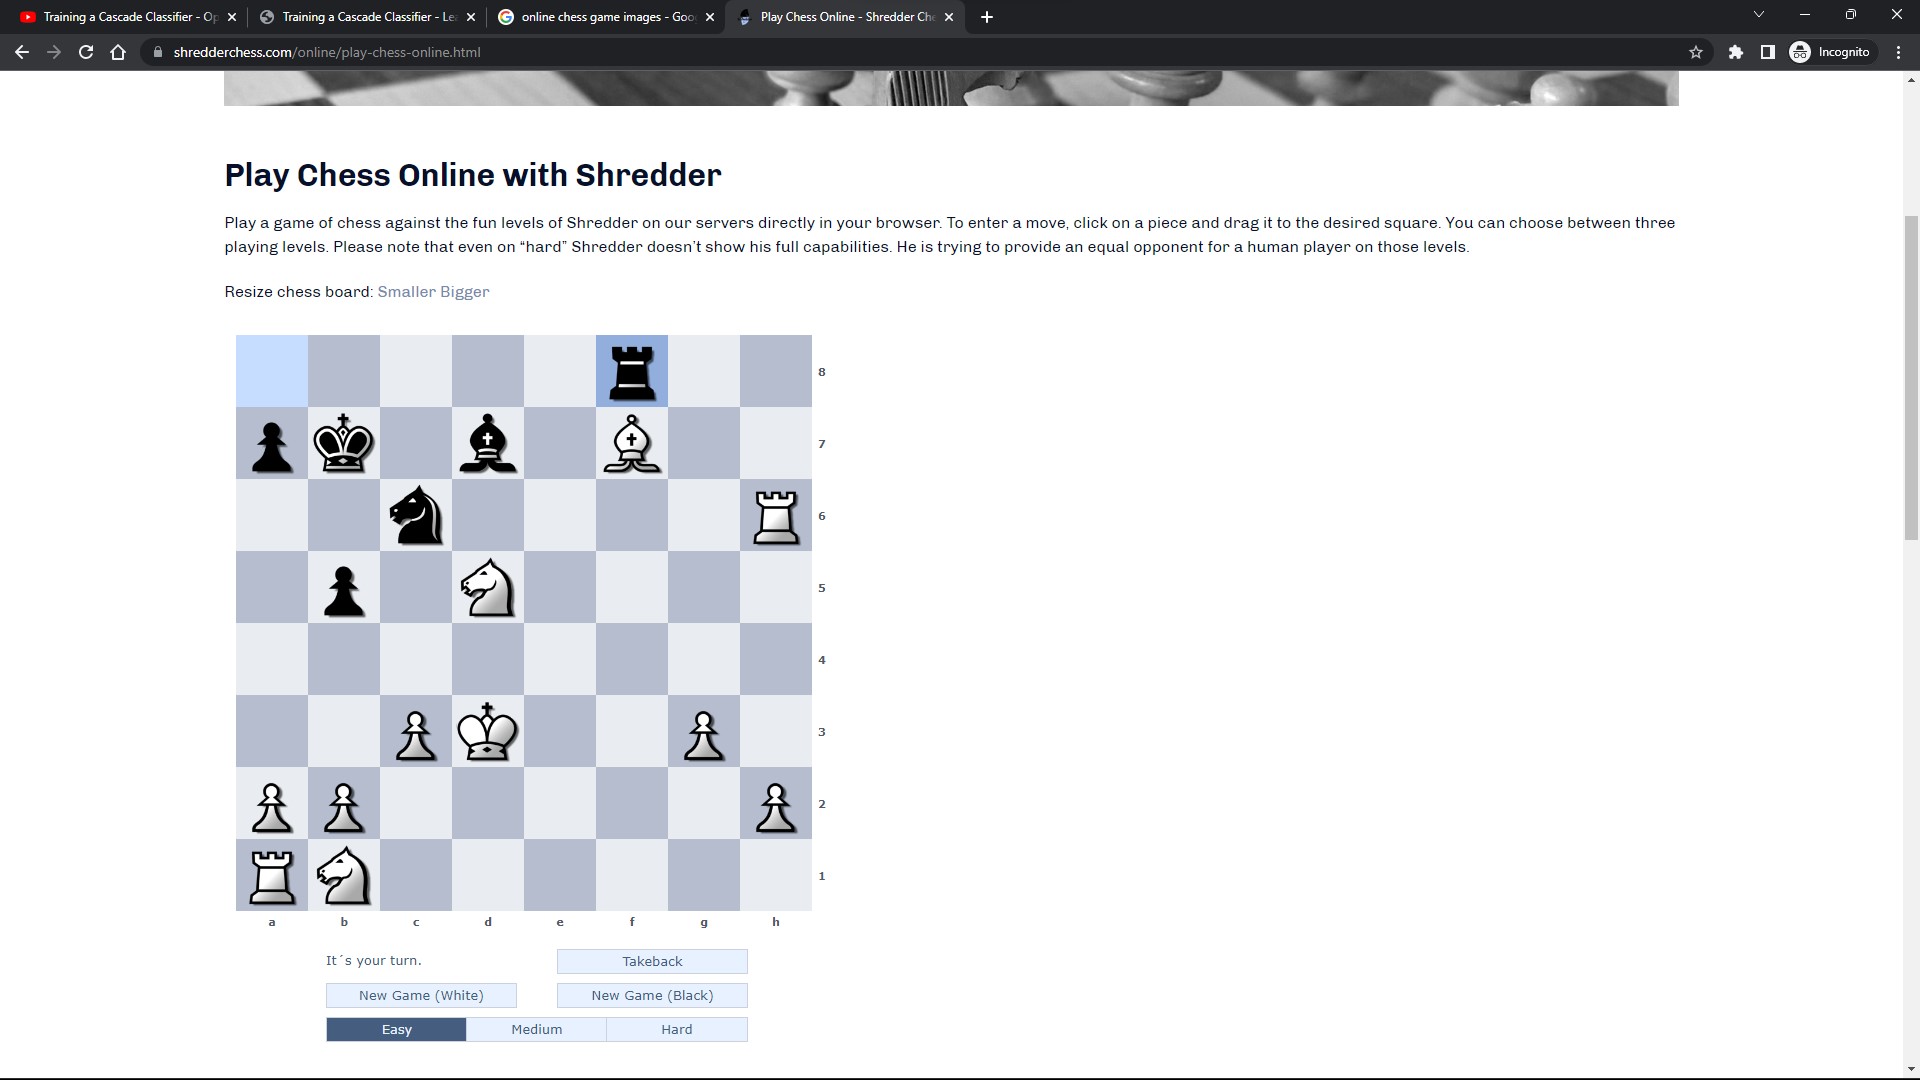 Training a Cascade Classifier - Op
Training a Cascade Classifier - Le
online chess game images - Goo
Play Chess Online - Shredder Che
shredderchess.com/online/play-chess-online.html
Incognito
Play Chess Online with Shredder
Play a game of chess against the fun levels of Shredder on our servers directly in your browser. To enter a move, click on a piece and drag it to the desired square. You can choose between three
playing levels. Please note that even on “hard” Shredder doesn’t show his full capabilities. He is trying to provide an equal opponent for a human player on those levels.
Resize chess board: Smaller Bigger
8
7
6
5
4
3
2
1
a b c d e f g h
It´s your turn. Takeback
New Game (White) New Game (Black)
Easy Medium Hard